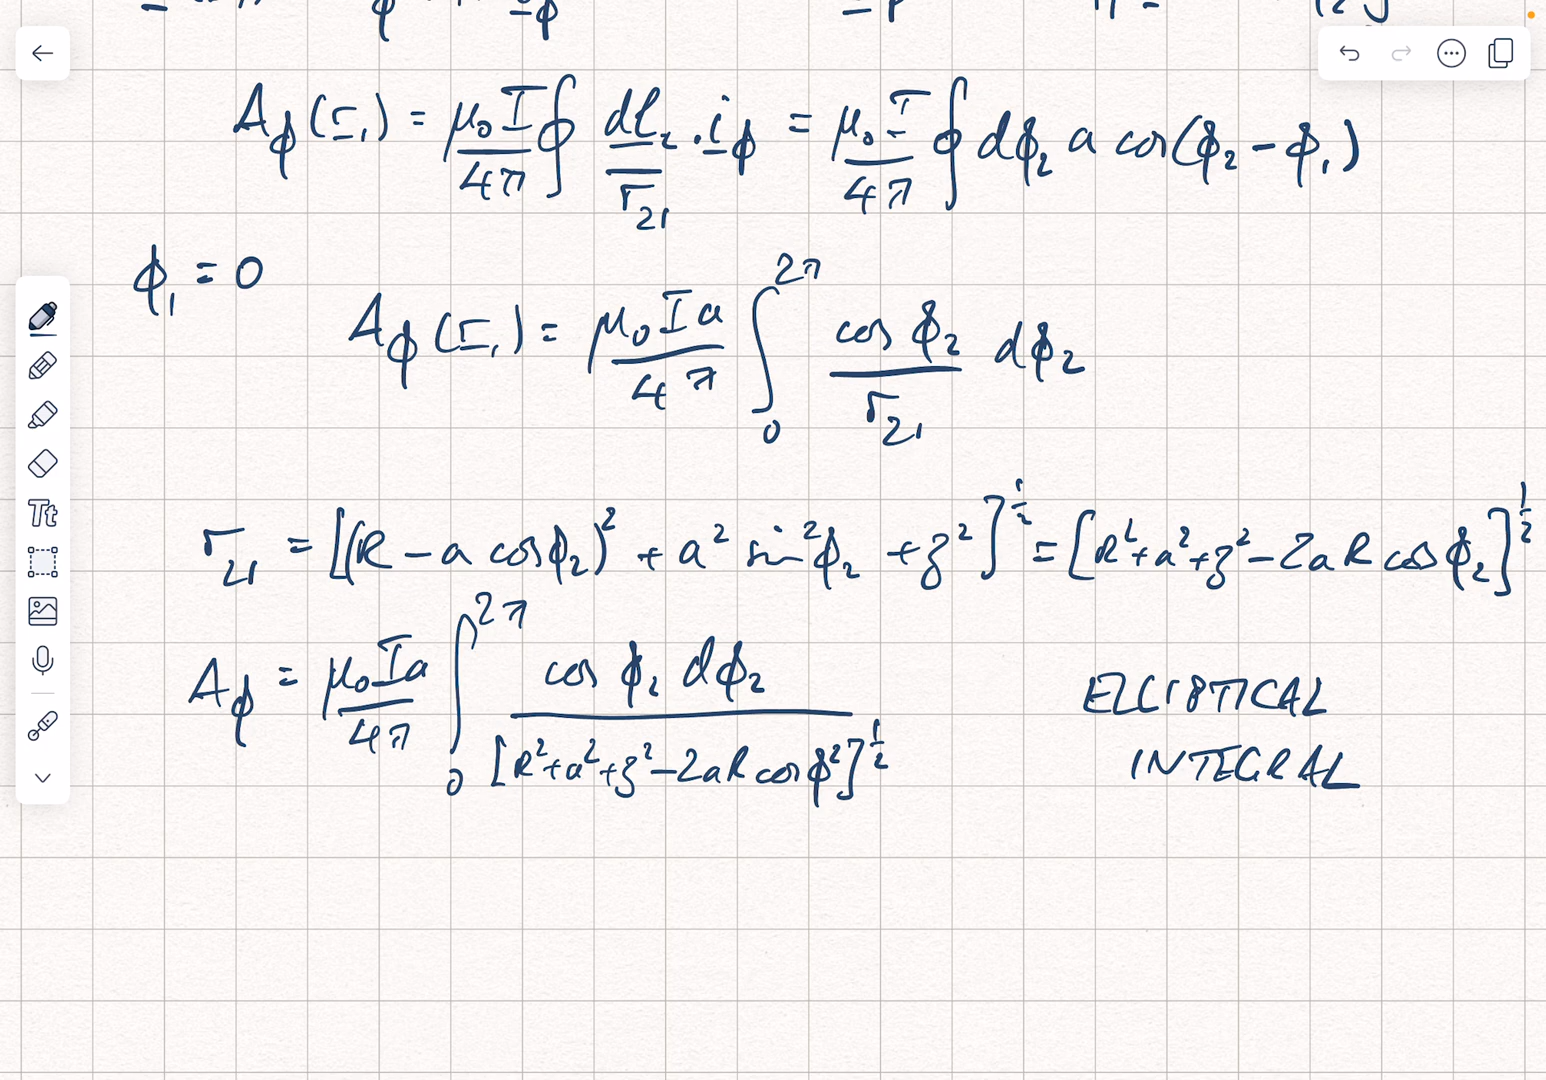 A_ϕ(r_1) = μ_0 I / 4π ∮ dl_2 / r_21 · i_ϕ = μ_0 I / 4π ∮ dϕ_2 a cos(ϕ_2 - ϕ_1)
ϕ_1 = 0
A_ϕ(r_1) = μ_0 I a / 4π ∫_0^2π cos ϕ_2 / r_21 dϕ_2
r_21 = [(R - a cosϕ_2)^2 + a^2 sin^2 ϕ_2 + z^2]^1/2 = [R^2 + a^2 + z^2 - 2aR cos ϕ_2]^1/2
A_ϕ = μ_0 I a / 4π ∫_0^2π cos ϕ_2 dϕ_2 / [R^2 + a^2 + z^2 - 2aR cos ϕ^2]^1/2
ELLIPTICAL
INTEGRAL
Tt